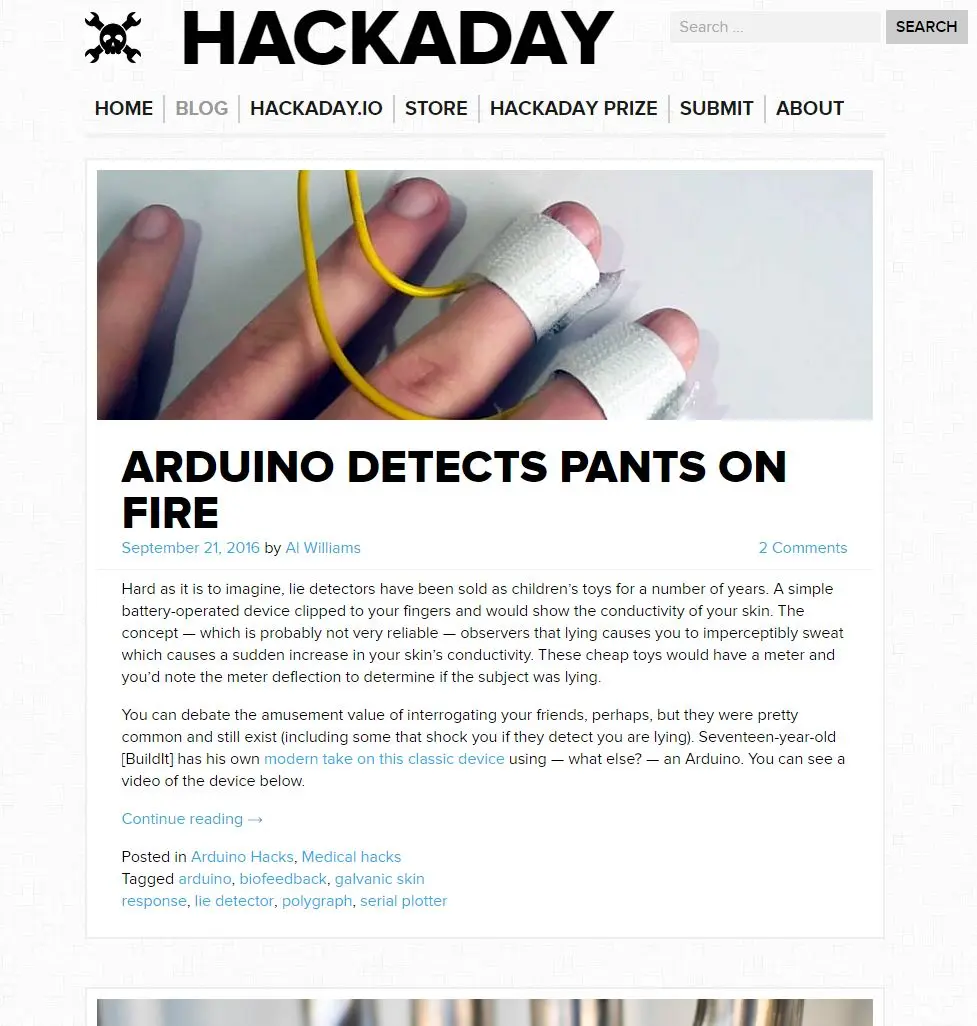 HACKADAY
Search ...
SEARCH
HOME
BLOG
HACKADAY.IO
STORE
HACKADAY PRIZE
SUBMIT
ABOUT
ARDUINO DETECTS PANTS ON
FIRE
September 21, 2016 by Al Williams
2 Comments
Hard as it is to imagine, lie detectors have been sold as children’s toys for a number of years. A simple
battery-operated device clipped to your fingers and would show the conductivity of your skin. The
concept — which is probably not very reliable — observers that lying causes you to imperceptibly sweat
which causes a sudden increase in your skin’s conductivity. These cheap toys would have a meter and
you’d note the meter deflection to determine if the subject was lying.
You can debate the amusement value of interrogating your friends, perhaps, but they were pretty
common and still exist (including some that shock you if they detect you are lying). Seventeen-year-old
[BuildIt] has his own modern take on this classic device using — what else? — an Arduino. You can see a
video of the device below.
Continue reading →
Posted in Arduino Hacks, Medical hacks
Tagged arduino, biofeedback, galvanic skin
response, lie detector, polygraph, serial plotter